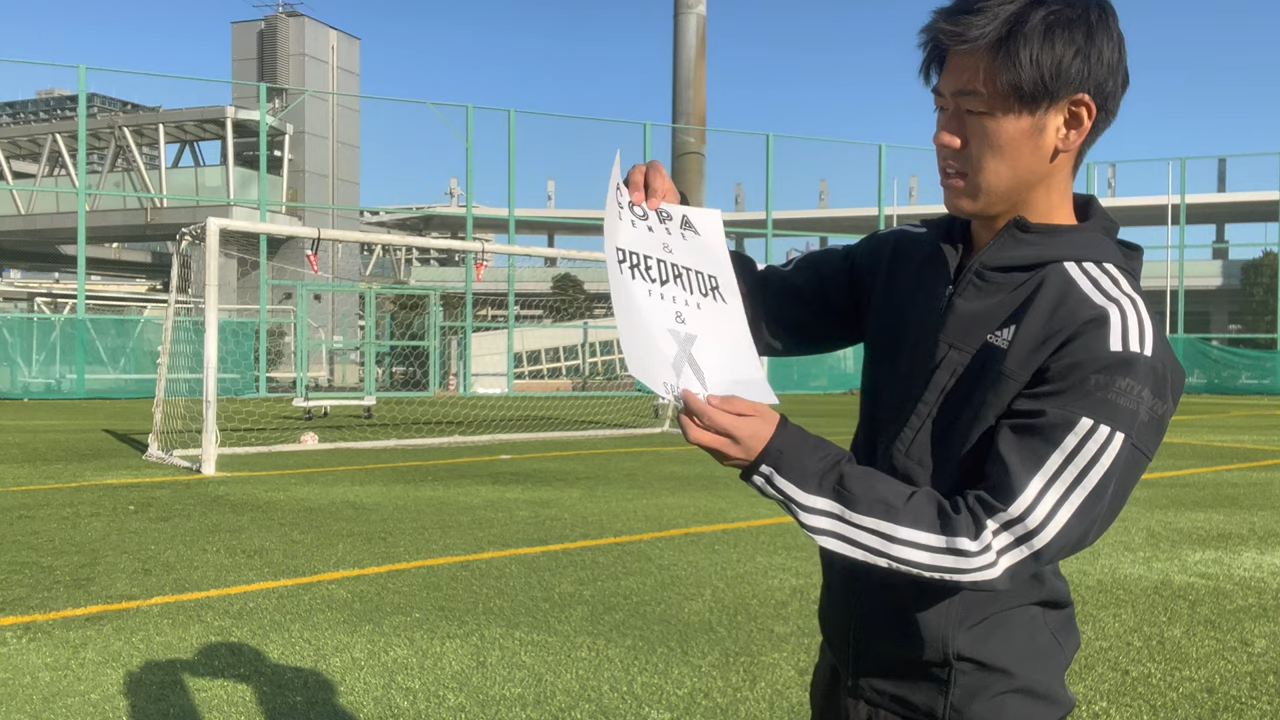 COPA
SENSE
&
PREDATOR
FREAK
&
X
adidas